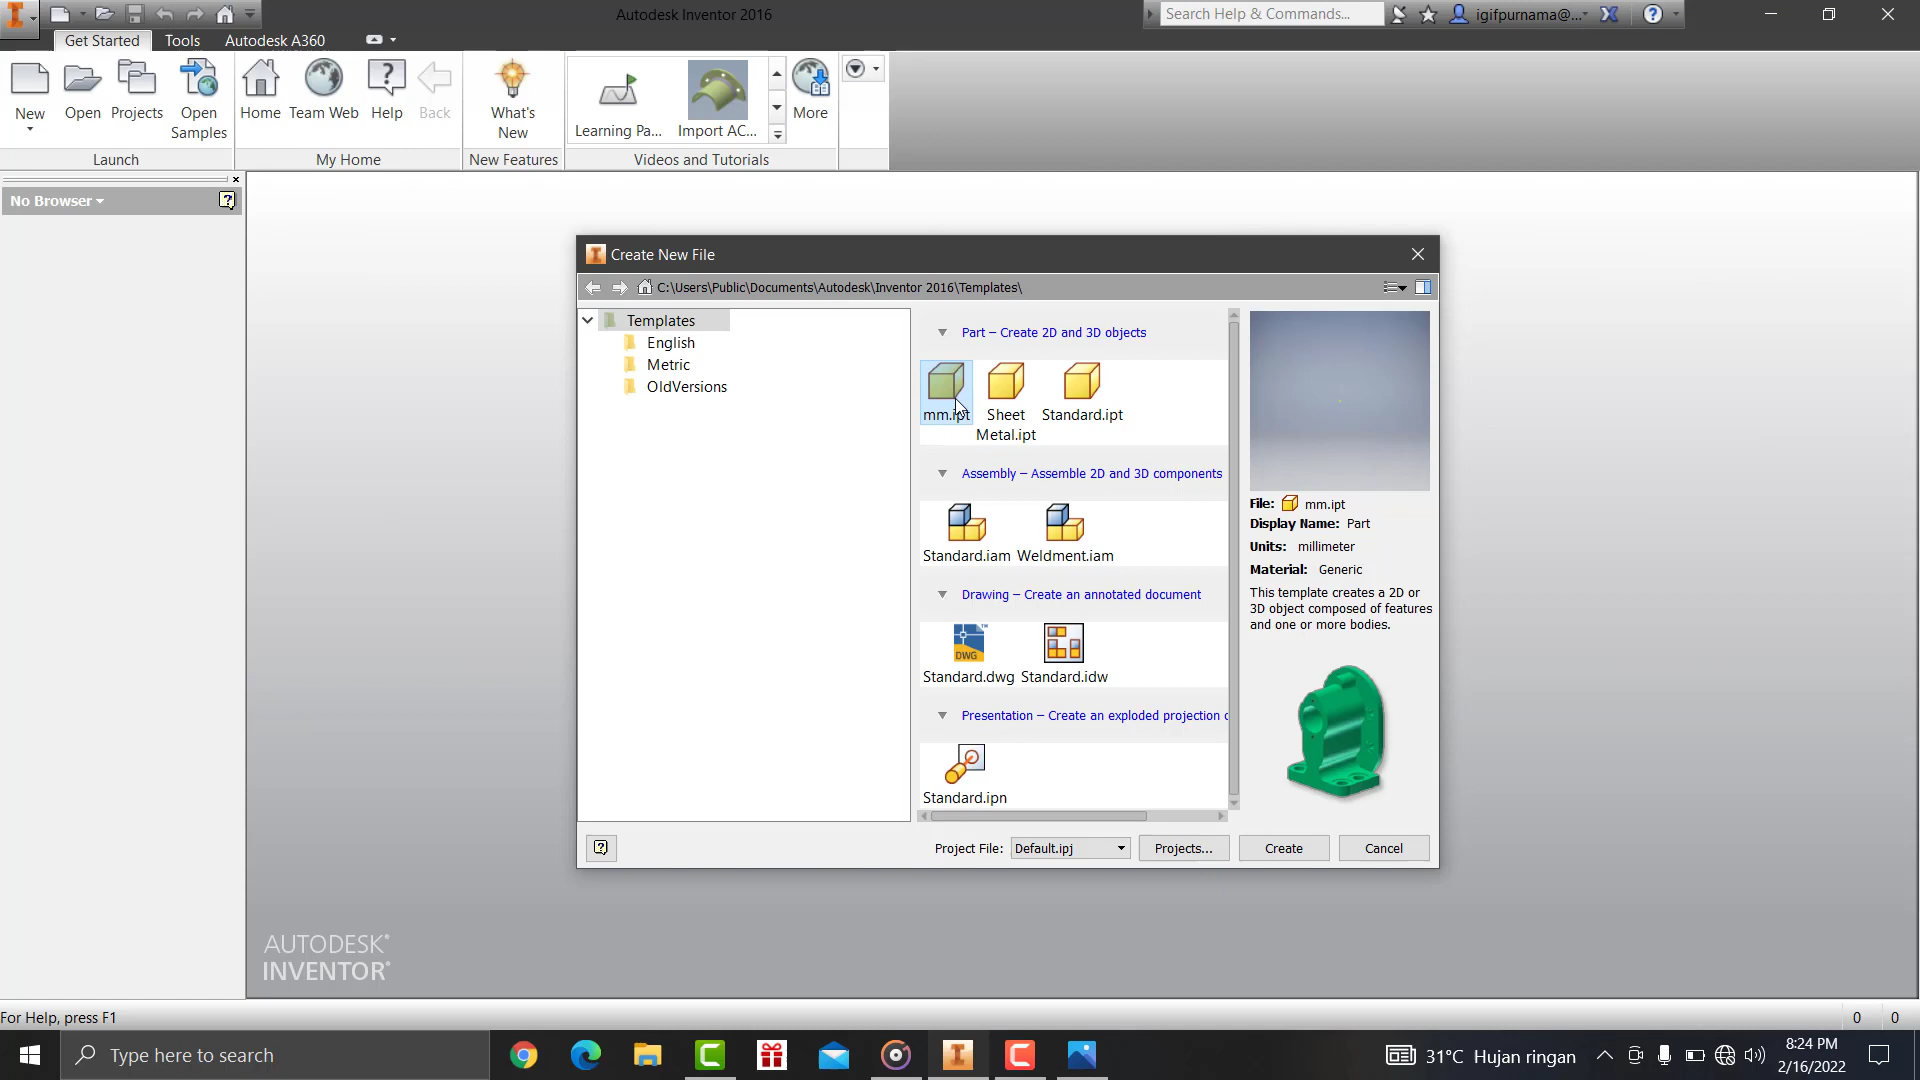 Autodesk Inventor 2016
Search Help & Commands...
igifpurnama@...
Get Started
Tools
Autodesk A360
New
Open
Projects
Open Samples
Home
Team Web
Help
Back
What's New
Learning Pa...
Import AC...
More
Launch
My Home
New Features
Videos and Tutorials
No Browser
Create New File
C:\Users\Public\Documents\Autodesk\Inventor 2016\Templates\
Templates
English
Metric
OldVersions
Part – Create 2D and 3D objects
mm.ipt
Sheet Metal.ipt
Standard.ipt
Assembly – Assemble 2D and 3D components
Standard.iam
Weldment.iam
Drawing – Create an annotated document
DWG
Standard.dwg
Standard.idw
Presentation – Create an exploded projection
Standard.ipn
File: mm.ipt
Display Name: Part
Units: millimeter
Material: Generic
This template creates a 2D or
3D object composed of features
and one or more bodies.
Project File:
Default.ipj
Projects...
Create
Cancel
AUTODESK®
INVENTOR®
For Help, press F1
0
0
Type here to search
31°C Hujan ringan
8:24 PM
2/16/2022